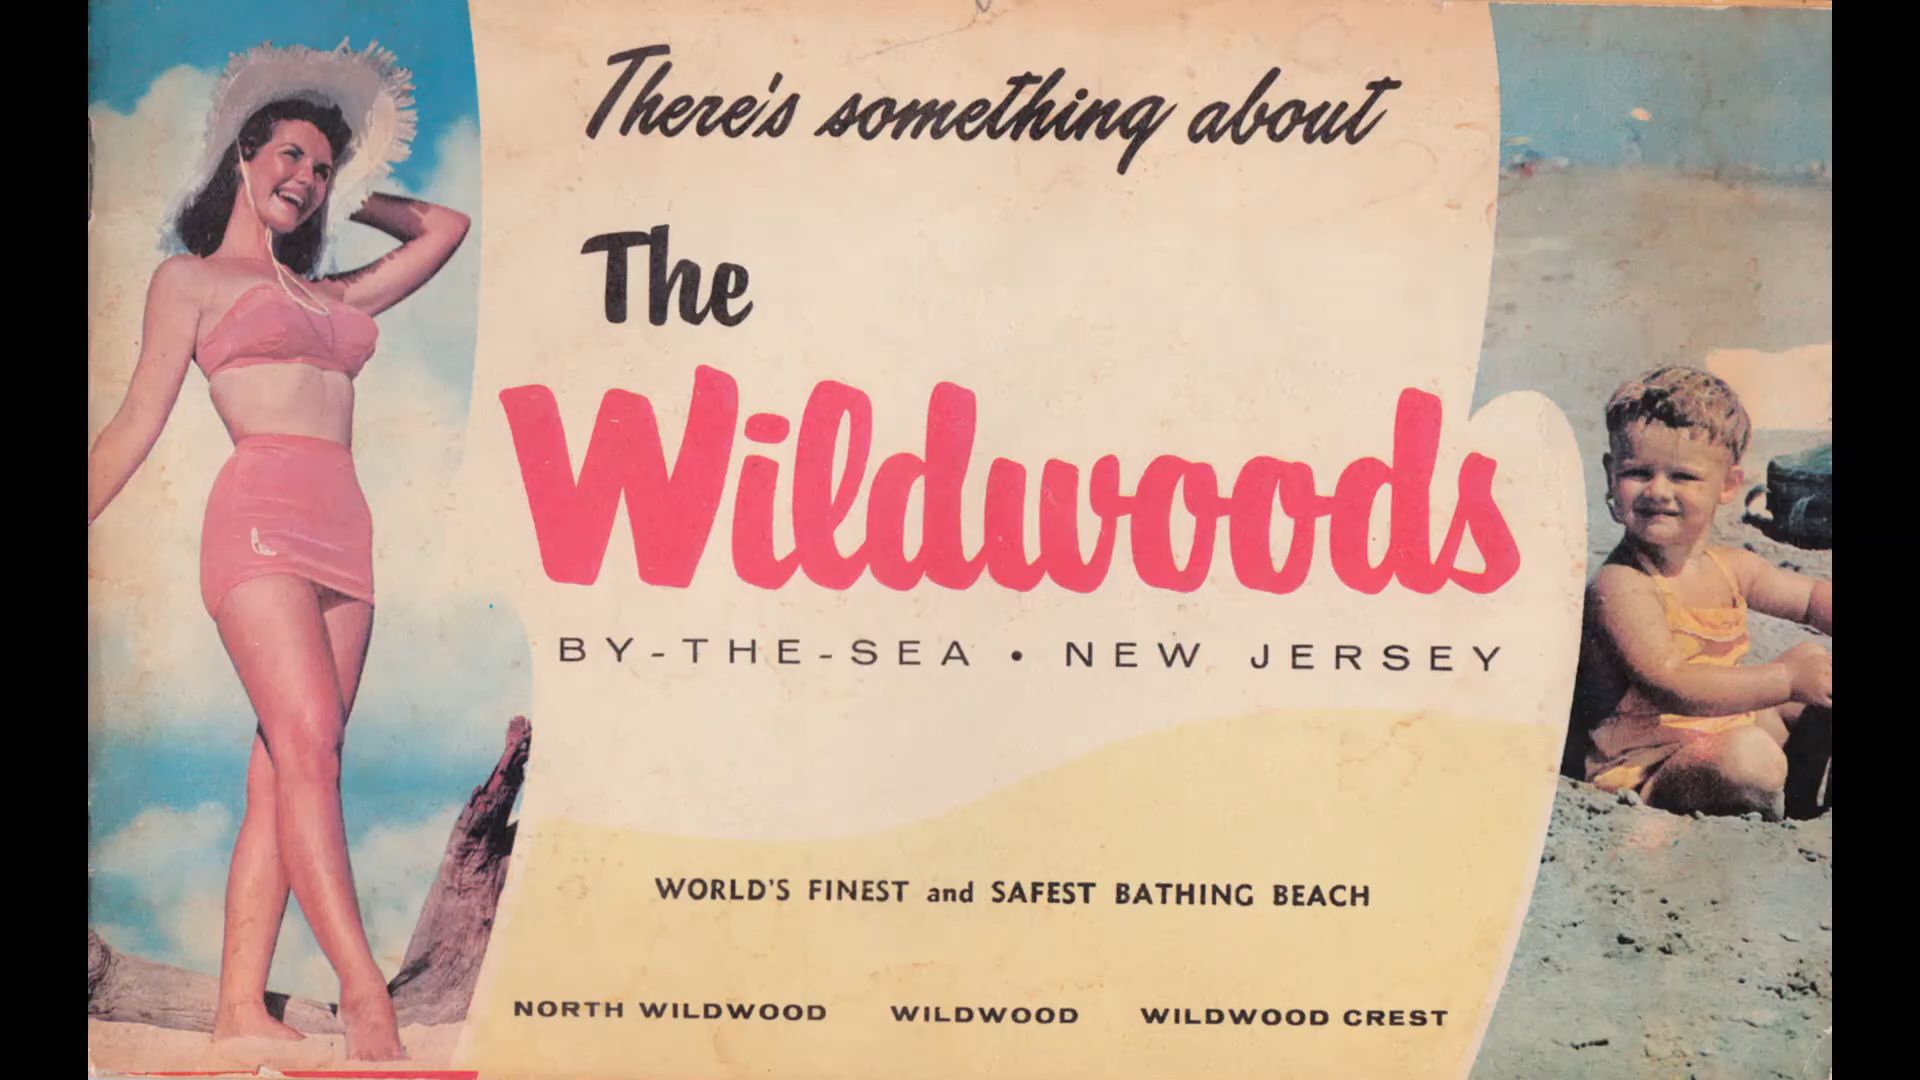 There's something about
The
Wildwoods
BY-THE-SEA • NEW JERSEY
WORLD'S FINEST and SAFEST BATHING BEACH
NORTH WILDWOOD WILDWOOD WILDWOOD CREST